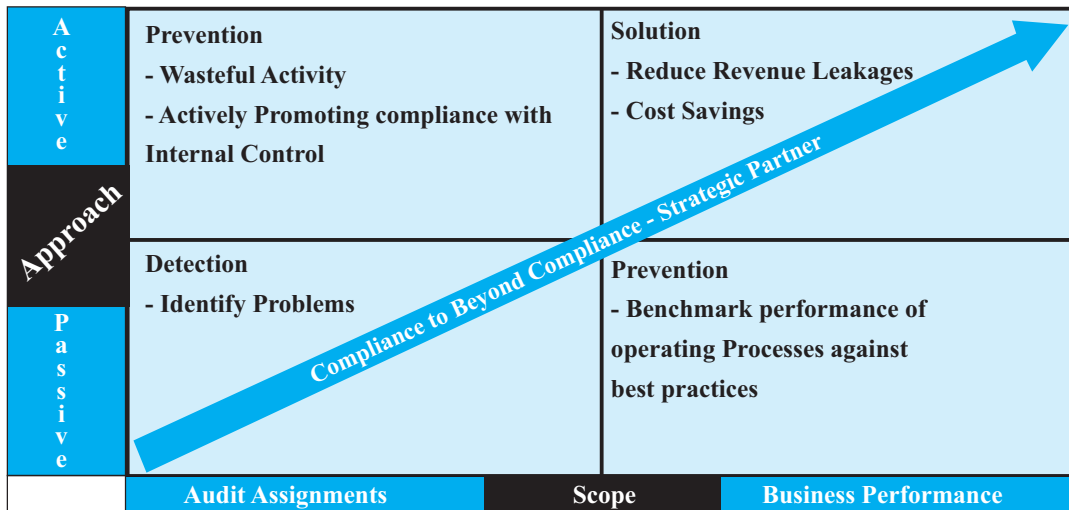 Active
Prevention
- Wasteful Activity
- Actively Promoting compliance with
Internal Control
Solution
- Reduce Revenue Leakages
- Cost Savings
Approach
Compliance to Beyond Compliance - Strategic Partner
Passive
Detection
- Identify Problems
Prevention
- Benchmark performance of
operating Processes against
best practices
Audit Assignments
Scope
Business Performance